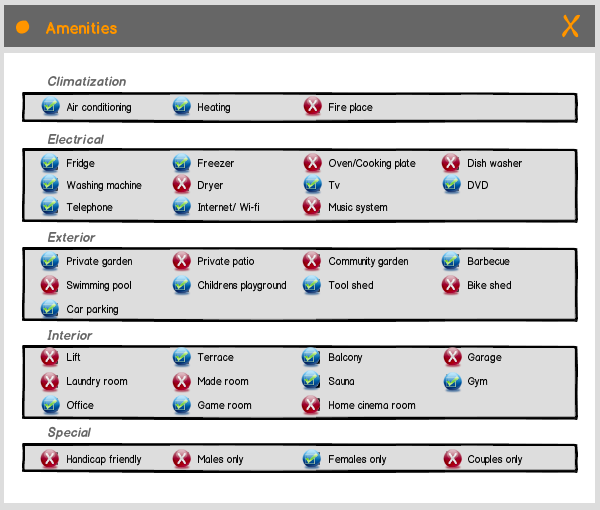 Amenities
Climatization
Air conditioning Heating Fire place
Electrical
Fridge Freezer Oven/Cooking plate Dish washer
Washing machine Dryer Tv DVD
Telephone Internet/ Wi-fi Music system
Exterior
Private garden Private patio Community garden Barbecue
Swimming pool Childrens playground Tool shed Bike shed
Car parking
Interior
Lift Terrace Balcony Garage
Laundry room Made room Sauna Gym
Office Game room Home cinema room
Special
Handicap friendly Males only Females only Couples only